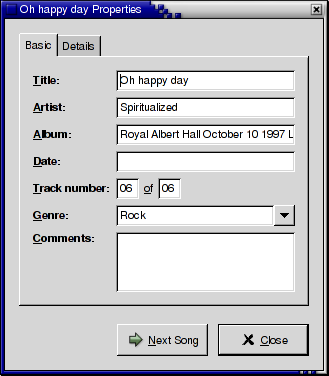 Oh happy day Properties
Basic Details
Title: Oh happy day
Artist: Spiritualized
Album: Royal Albert Hall October 10 1997 L
Date:
Track number: 06 of 06
Genre: Rock
Comments:
Next Song Close